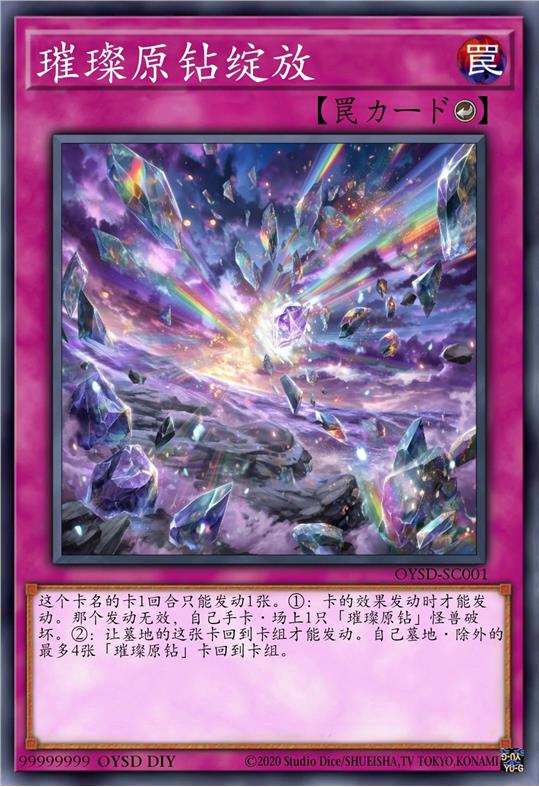 璀璨原钻绽放
罠
【罠カード】
OYSD-SC001
这个卡名的卡1回合只能发动1张。①：卡的效果发动时才能发
动。那个发动无效，自己手卡·场上1只「璀璨原钻」怪兽破
坏。②：让墓地的这张卡回到卡组才能发动。自己墓地·除外的
最多4张「璀璨原钻」卡回到卡组。
99999999 OYSD DIY ©2020 Studio Dice/SHUEISHA,TV TOKYO,KONAMI
YU-G